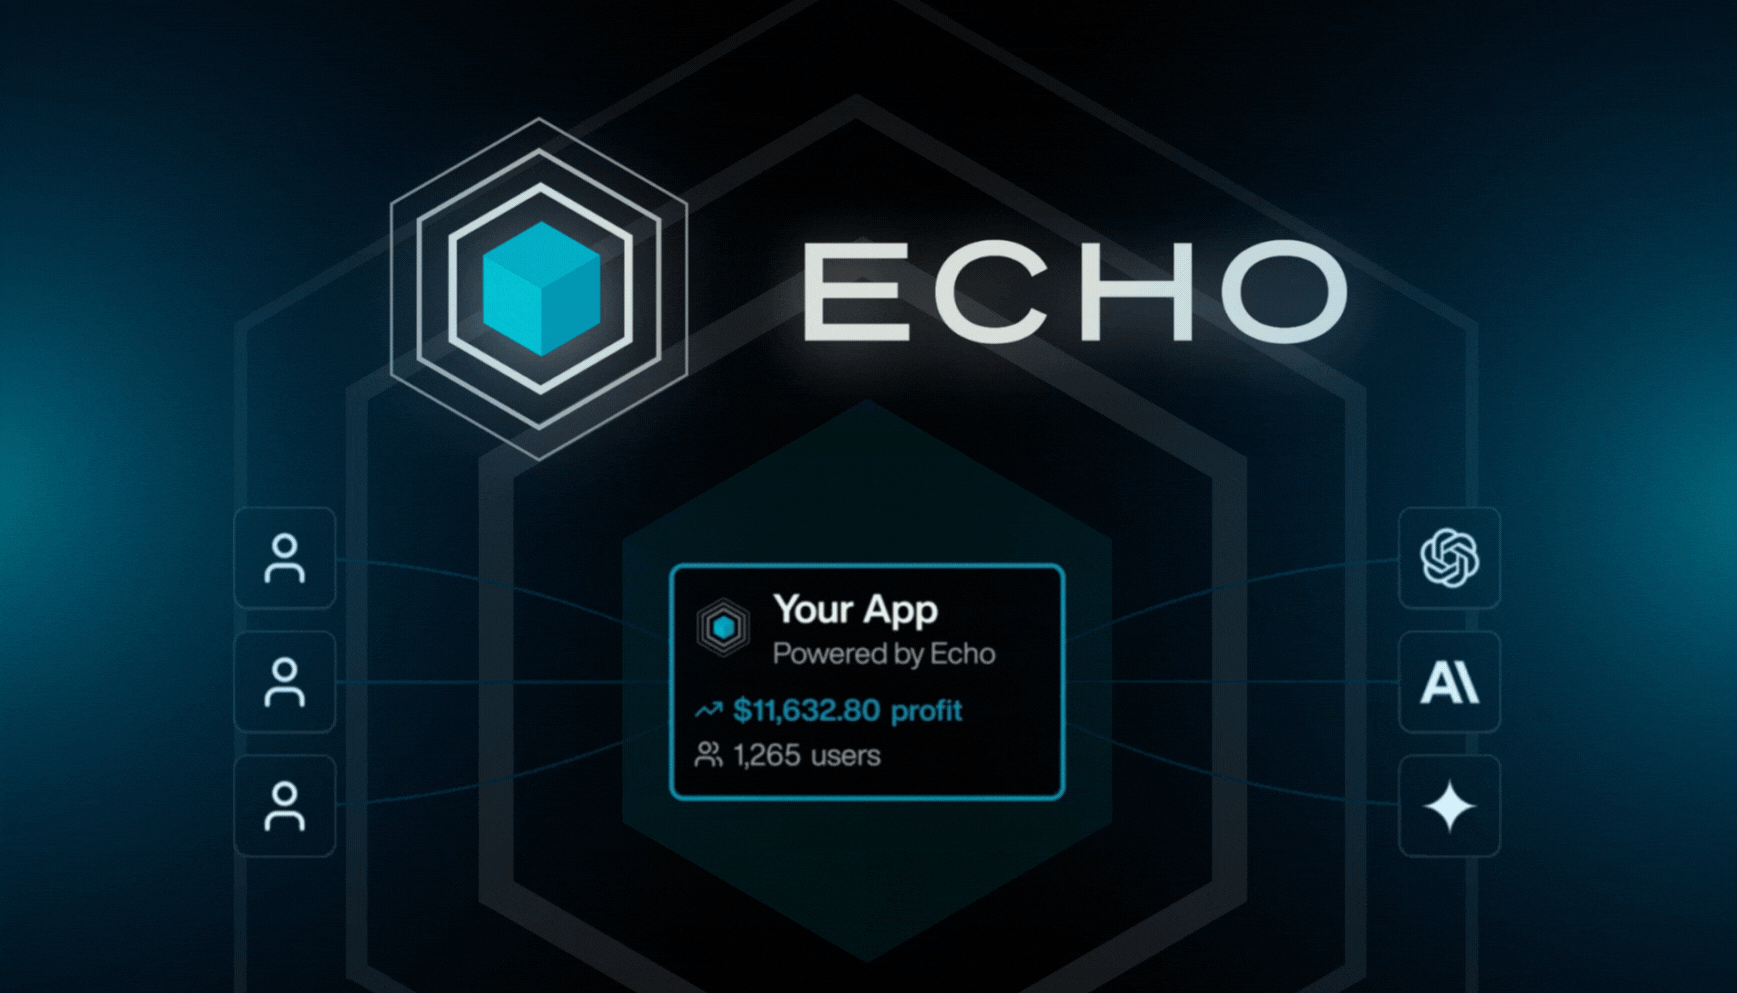 ECHO
Your App
Powered by Echo
$11,632.80 profit
1,265 users